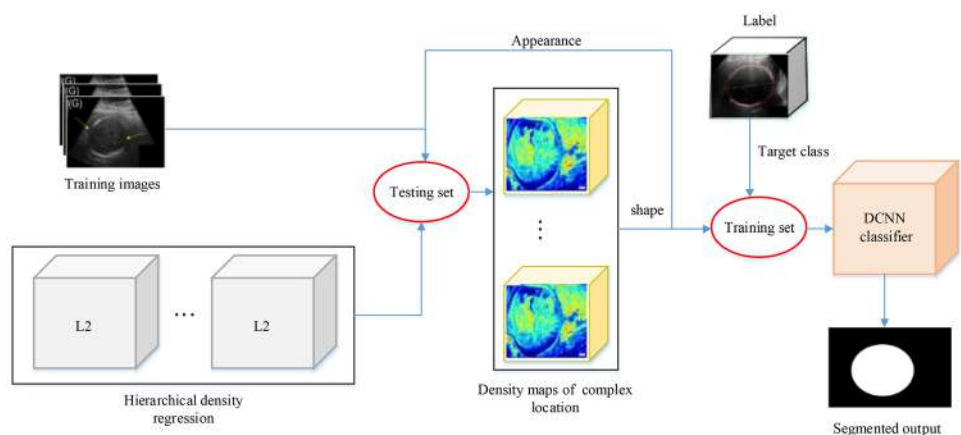 Label
Appearance
(G)
(G)
(G)
Training images
Testing set
Target class
shape
Training set
DCNN
classifier
L2
...
L2
Hierarchical density
regression
Density maps of complex
location
Segmented output